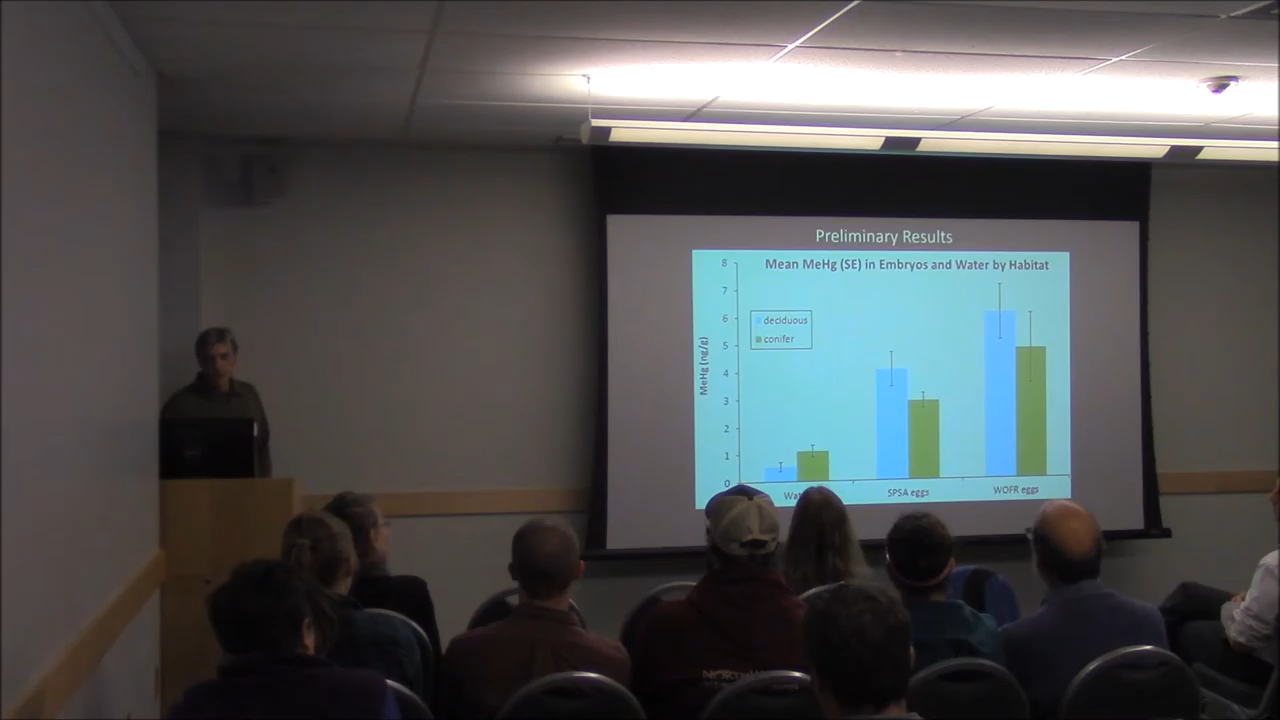 Preliminary Results
Mean MeHg (SE) in Embryos and Water by Habitat
8
7
6
5
4
3
2
1
0
MeHg (ng/g)
deciduous
conifer
SPSA eggs
WOFR eggs